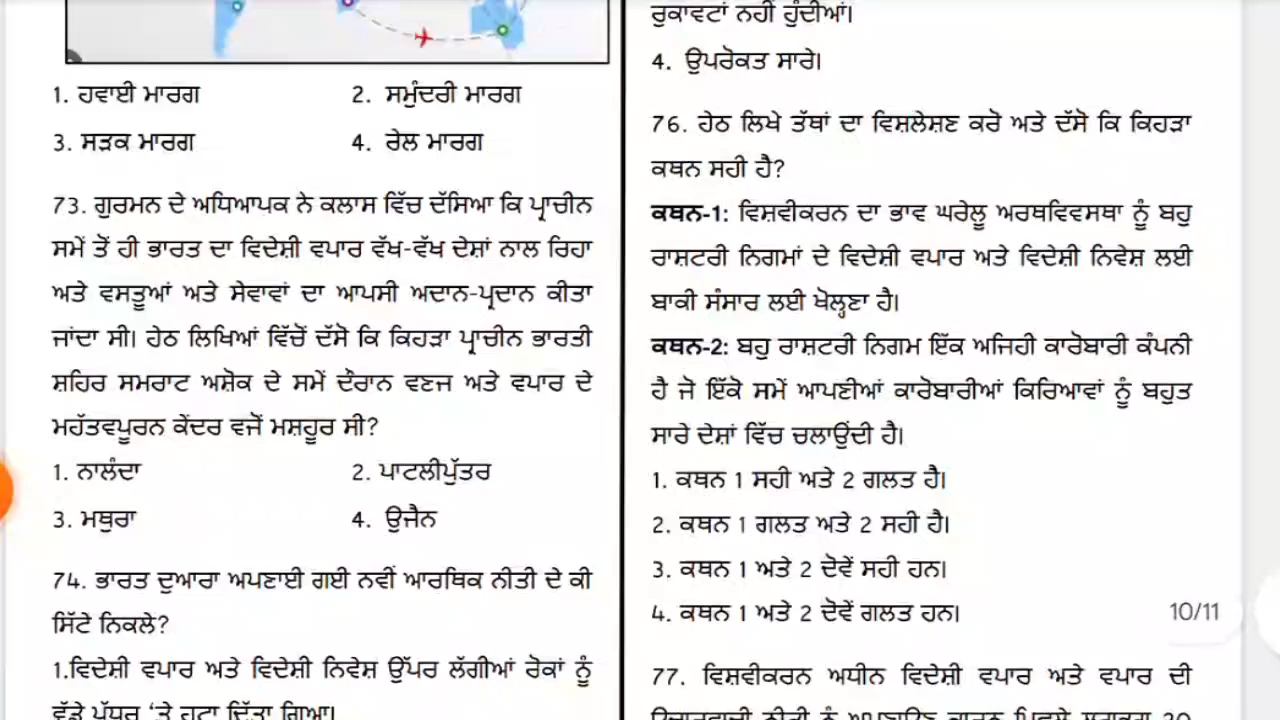 1. ਹਵਾਈ ਮਾਰਗ 2. ਸਮੁੰਦਰੀ ਮਾਰਗ
3. ਸੜਕ ਮਾਰਗ 4. ਰੇਲ ਮਾਰਗ
73. ਗੁਰਮਨ ਦੇ ਅਧਿਆਪਕ ਨੇ ਕਲਾਸ ਵਿੱਚ ਦੱਸਿਆ ਕਿ ਪ੍ਰਾਚੀਨ
ਸਮੇਂ ਤੋਂ ਹੀ ਭਾਰਤ ਦਾ ਵਿਦੇਸ਼ੀ ਵਪਾਰ ਵੱਖ-ਵੱਖ ਦੇਸ਼ਾਂ ਨਾਲ ਰਿਹਾ
ਅਤੇ ਵਸਤੂਆਂ ਅਤੇ ਸੇਵਾਵਾਂ ਦਾ ਆਪਸੀ ਅਦਾਨ-ਪ੍ਰਦਾਨ ਕੀਤਾ
ਜਾਂਦਾ ਸੀ। ਹੇਠ ਲਿਖਿਆਂ ਵਿੱਚੋਂ ਦੱਸੋ ਕਿ ਕਿਹੜਾ ਪ੍ਰਾਚੀਨ ਭਾਰਤੀ
ਸ਼ਹਿਰ ਸਮਰਾਟ ਅਸ਼ੋਕ ਦੇ ਸਮੇਂ ਦੌਰਾਨ ਵਣਜ ਅਤੇ ਵਪਾਰ ਦੇ
ਮਹੱਤਵਪੂਰਨ ਕੇਂਦਰ ਵਜੋਂ ਮਸ਼ਹੂਰ ਸੀ?
1. ਨਾਲੰਦਾ 2. ਪਾਟਲੀਪੁੱਤਰ
3. ਮਥੁਰਾ 4. ਉਜੈਨ
74. ਭਾਰਤ ਦੁਆਰਾ ਅਪਣਾਈ ਗਈ ਨਵੀਂ ਆਰਥਿਕ ਨੀਤੀ ਦੇ ਕੀ
ਸਿੱਟੇ ਨਿਕਲੇ?
1.ਵਿਦੇਸ਼ੀ ਵਪਾਰ ਅਤੇ ਵਿਦੇਸ਼ੀ ਨਿਵੇਸ਼ ਉੱਪਰ ਲੱਗੀਆਂ ਰੋਕਾਂ ਨੂੰ
ਵੱਡੇ ਪੱਧਰ 'ਤੇ ਹਟਾ ਦਿੱਤਾ ਗਿਆ।
ਰੁਕਾਵਟਾਂ ਨਹੀਂ ਹੁੰਦੀਆਂ।
4. ਉਪਰੋਕਤ ਸਾਰੇ।
76. ਹੇਠ ਲਿਖੇ ਤੱਥਾਂ ਦਾ ਵਿਸ਼ਲੇਸ਼ਣ ਕਰੋ ਅਤੇ ਦੱਸੋ ਕਿ ਕਿਹੜਾ
ਕਥਨ ਸਹੀ ਹੈ?
ਕਥਨ-1: ਵਿਸ਼ਵੀਕਰਨ ਦਾ ਭਾਵ ਘਰੇਲੂ ਅਰਥਵਿਵਸਥਾ ਨੂੰ ਬਹੁ
ਰਾਸ਼ਟਰੀ ਨਿਗਮਾਂ ਦੇ ਵਿਦੇਸ਼ੀ ਵਪਾਰ ਅਤੇ ਵਿਦੇਸ਼ੀ ਨਿਵੇਸ਼ ਲਈ
ਬਾਕੀ ਸੰਸਾਰ ਲਈ ਖੋਲ੍ਹਣਾ ਹੈ।
ਕਥਨ-2: ਬਹੁ ਰਾਸ਼ਟਰੀ ਨਿਗਮ ਇੱਕ ਅਜਿਹੀ ਕਾਰੋਬਾਰੀ ਕੰਪਨੀ
ਹੈ ਜੋ ਇੱਕੋ ਸਮੇਂ ਆਪਣੀਆਂ ਕਾਰੋਬਾਰੀਆਂ ਕਿਰਿਆਵਾਂ ਨੂੰ ਬਹੁਤ
ਸਾਰੇ ਦੇਸ਼ਾਂ ਵਿੱਚ ਚਲਾਉਂਦੀ ਹੈ।
1. ਕਥਨ 1 ਸਹੀ ਅਤੇ 2 ਗਲਤ ਹੈ।
2. ਕਥਨ 1 ਗਲਤ ਅਤੇ 2 ਸਹੀ ਹੈ।
3. ਕਥਨ 1 ਅਤੇ 2 ਦੋਵੇਂ ਸਹੀ ਹਨ।
4. ਕਥਨ 1 ਅਤੇ 2 ਦੋਵੇਂ ਗਲਤ ਹਨ।
10/11
77. ਵਿਸ਼ਵੀਕਰਨ ਅਧੀਨ ਵਿਦੇਸ਼ੀ ਵਪਾਰ ਅਤੇ ਵਪਾਰ ਦੀ